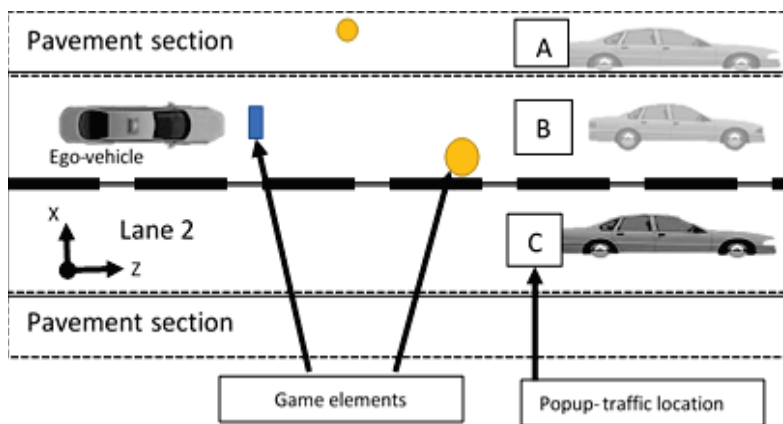 Pavement section
A
B
Ego-vehicle
X
Lane 2
Z
C
Pavement section
Game elements
Popup- traffic location